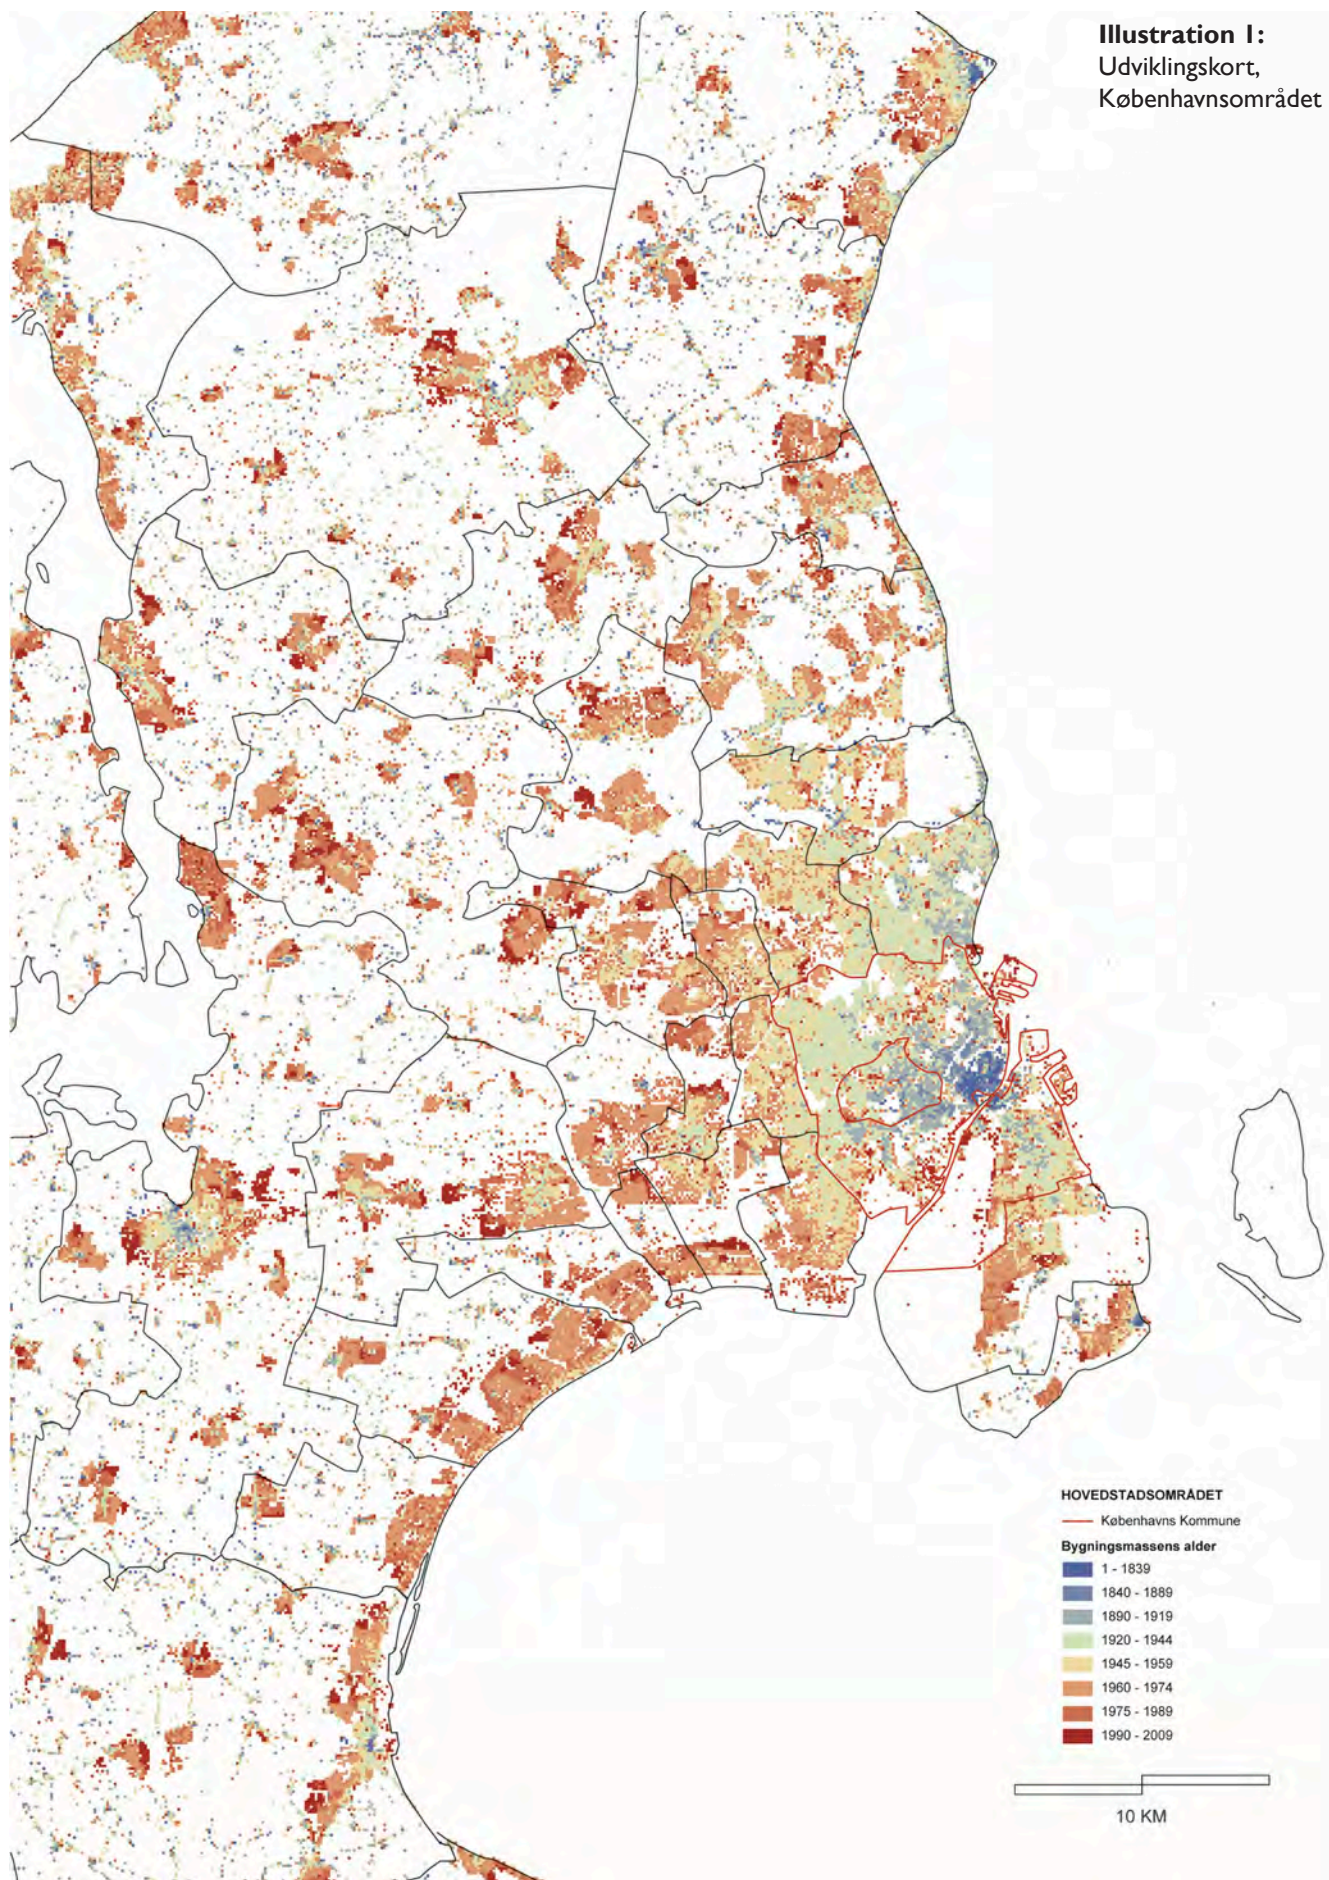 Illustration 1:
Udviklingskort,
Københavnsområdet
HOVEDSTADSOMRÅDET
Københavns Kommune
Bygningsmassens alder
1 - 1839
1840 - 1889
1890 - 1919
1920 - 1944
1945 - 1959
1960 - 1974
1975 - 1989
1990 - 2009
10 KM